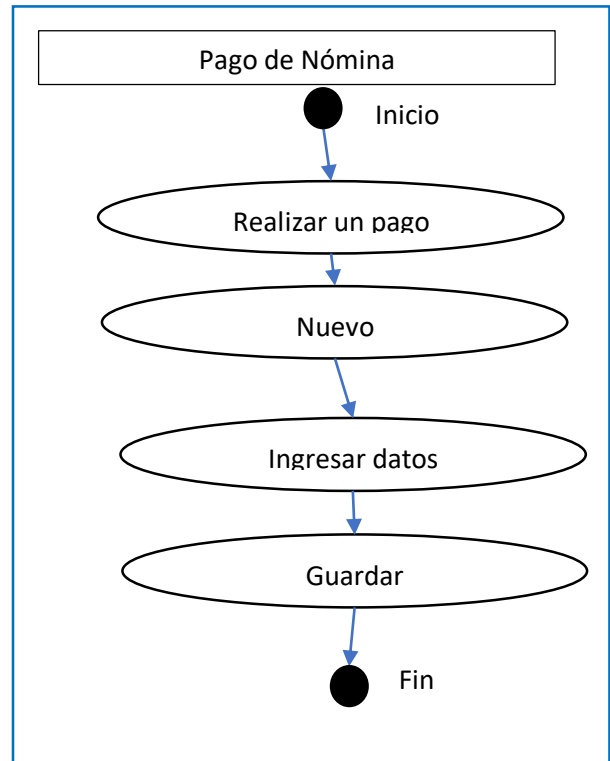 Pago de Nómina
Inicio
Realizar un pago
Nuevo
Ingresar datos
Guardar
Fin